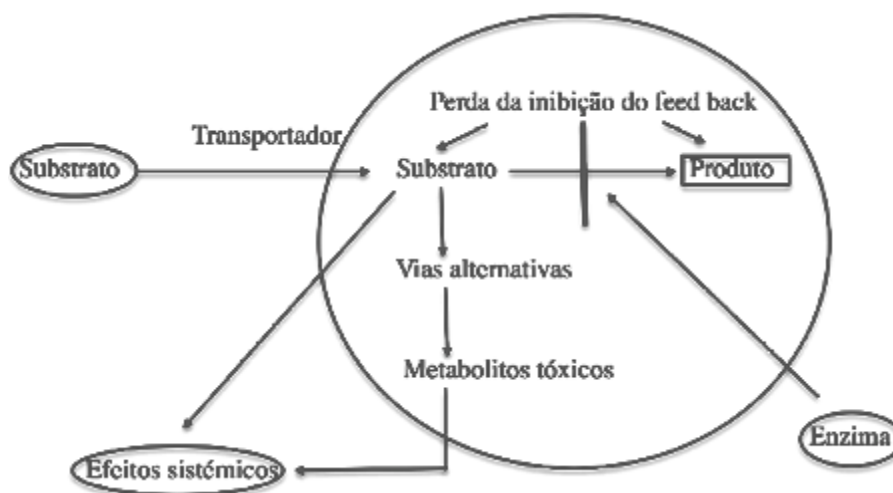 Perda da inibição do feed back
Transportador
Substrato
Substrato
Produto
Vias alternativas
Metabolitos tóxicos
Enzima
Efeitos sistémicos